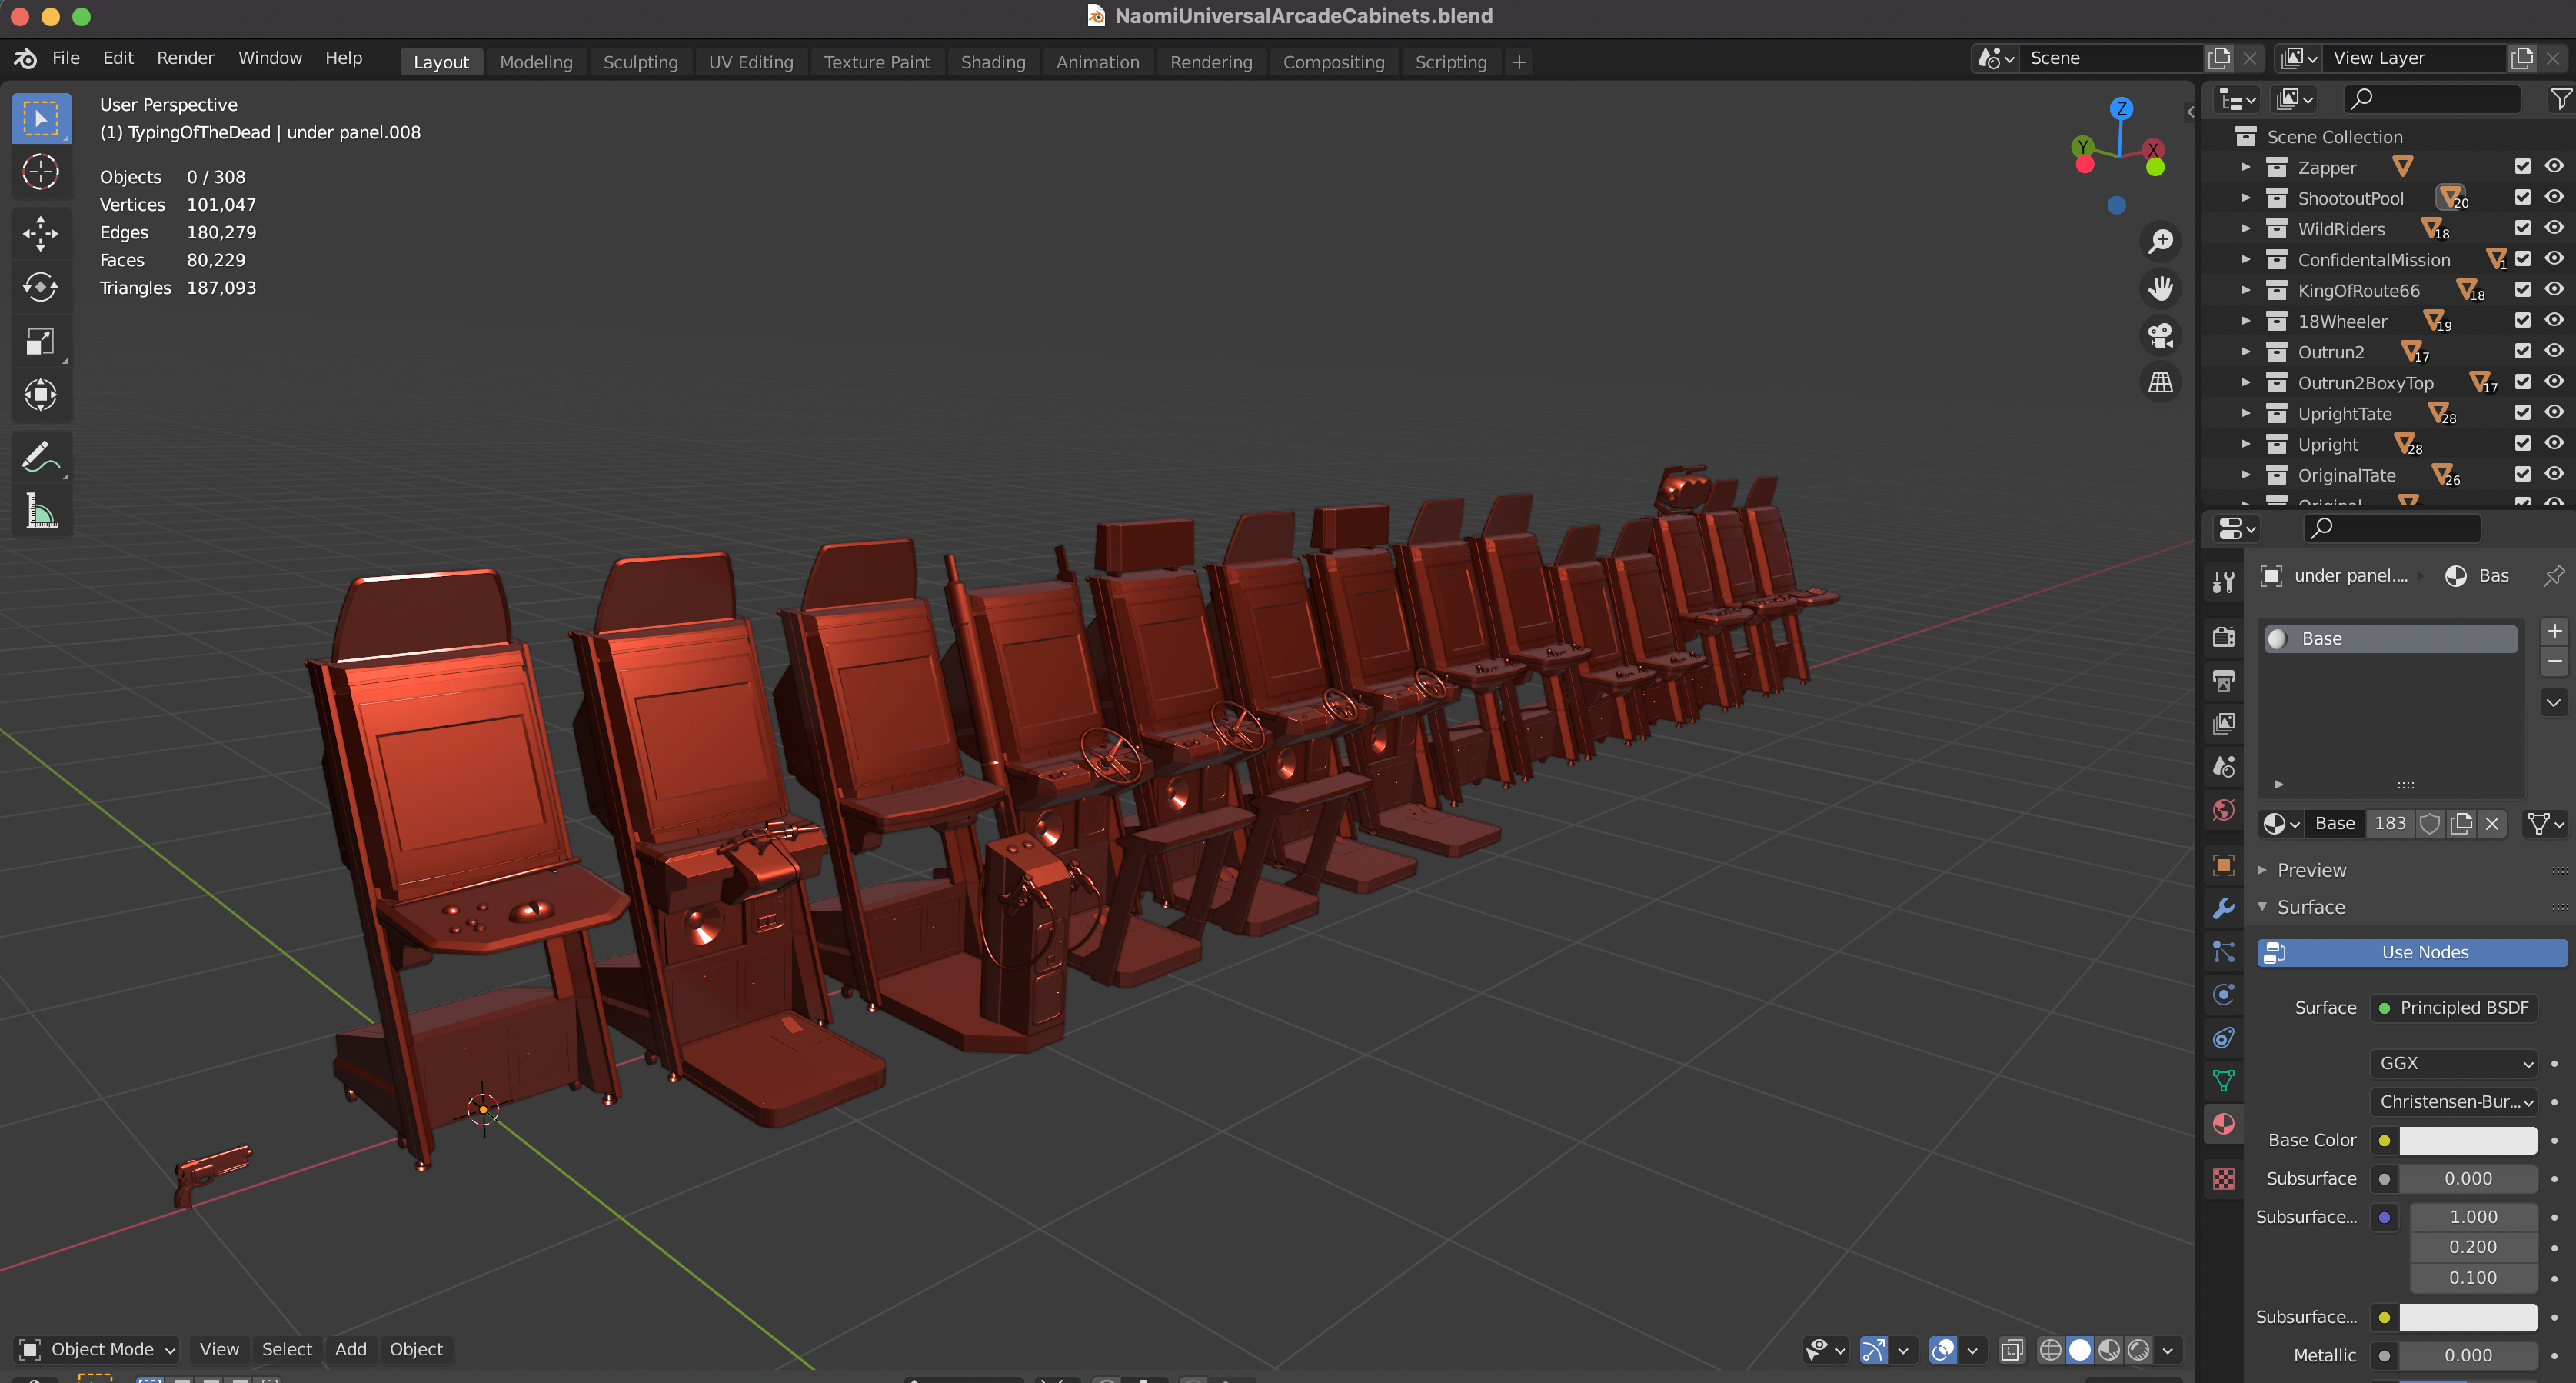 NaomiUniversalArcadeCabinets.blend
File Edit Render Window Help Layout Modeling Sculpting UV Editing Texture Paint Shading Animation Rendering Compositing Scripting + Scene View Layer
User Perspective
(1) TypingOfTheDead | under panel.008
Objects 0 / 308
Vertices 101,047
Edges 180,279
Faces 80,229
Triangles 187,093
Z
Y
X
Scene Collection
Zapper
ShootoutPool 20
WildRiders 18
ConfidentalMission 1
KingOfRoute66 18
18Wheeler 19
Outrun2 17
Outrun2BoxyTop 17
UprightTate 28
Upright 28
OriginalTate 26
under panel.... Bas
Base
Base 183
Preview
Surface
Use Nodes
Surface Principled BSDF
GGX
Christensen-Bur...
Base Color
Subsurface 0.000
Subsurface... 1.000
0.200
0.100
Subsurface...
Metallic 0.000
Object Mode View Select Add Object